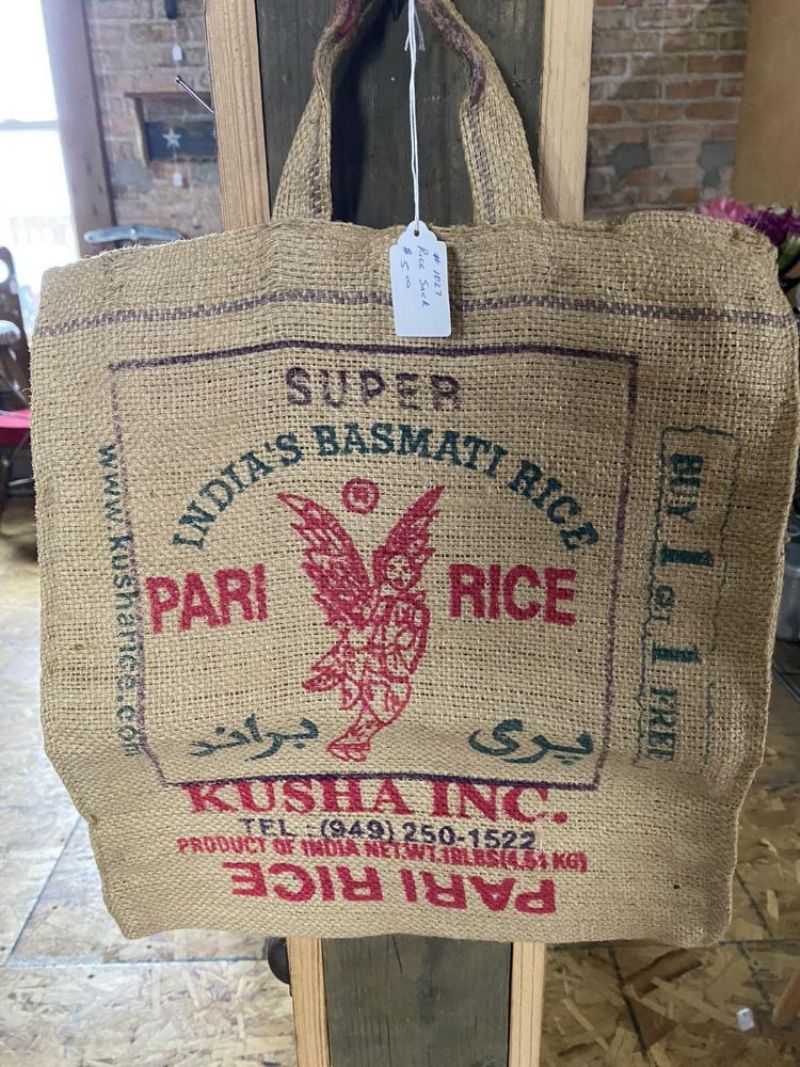 # 1027
Rice Sack
$ 5.00
SUPER
INDIA'S BASMATI RICE
®
PARI RICE
پری براند
www.kusharice.com
BUY 1 GET 1 FREE
KUSHA INC.
TEL : (949) 250-1522
PRODUCT OF INDIA NET.WT.10LBS(4.54 KG)
PARI RICE